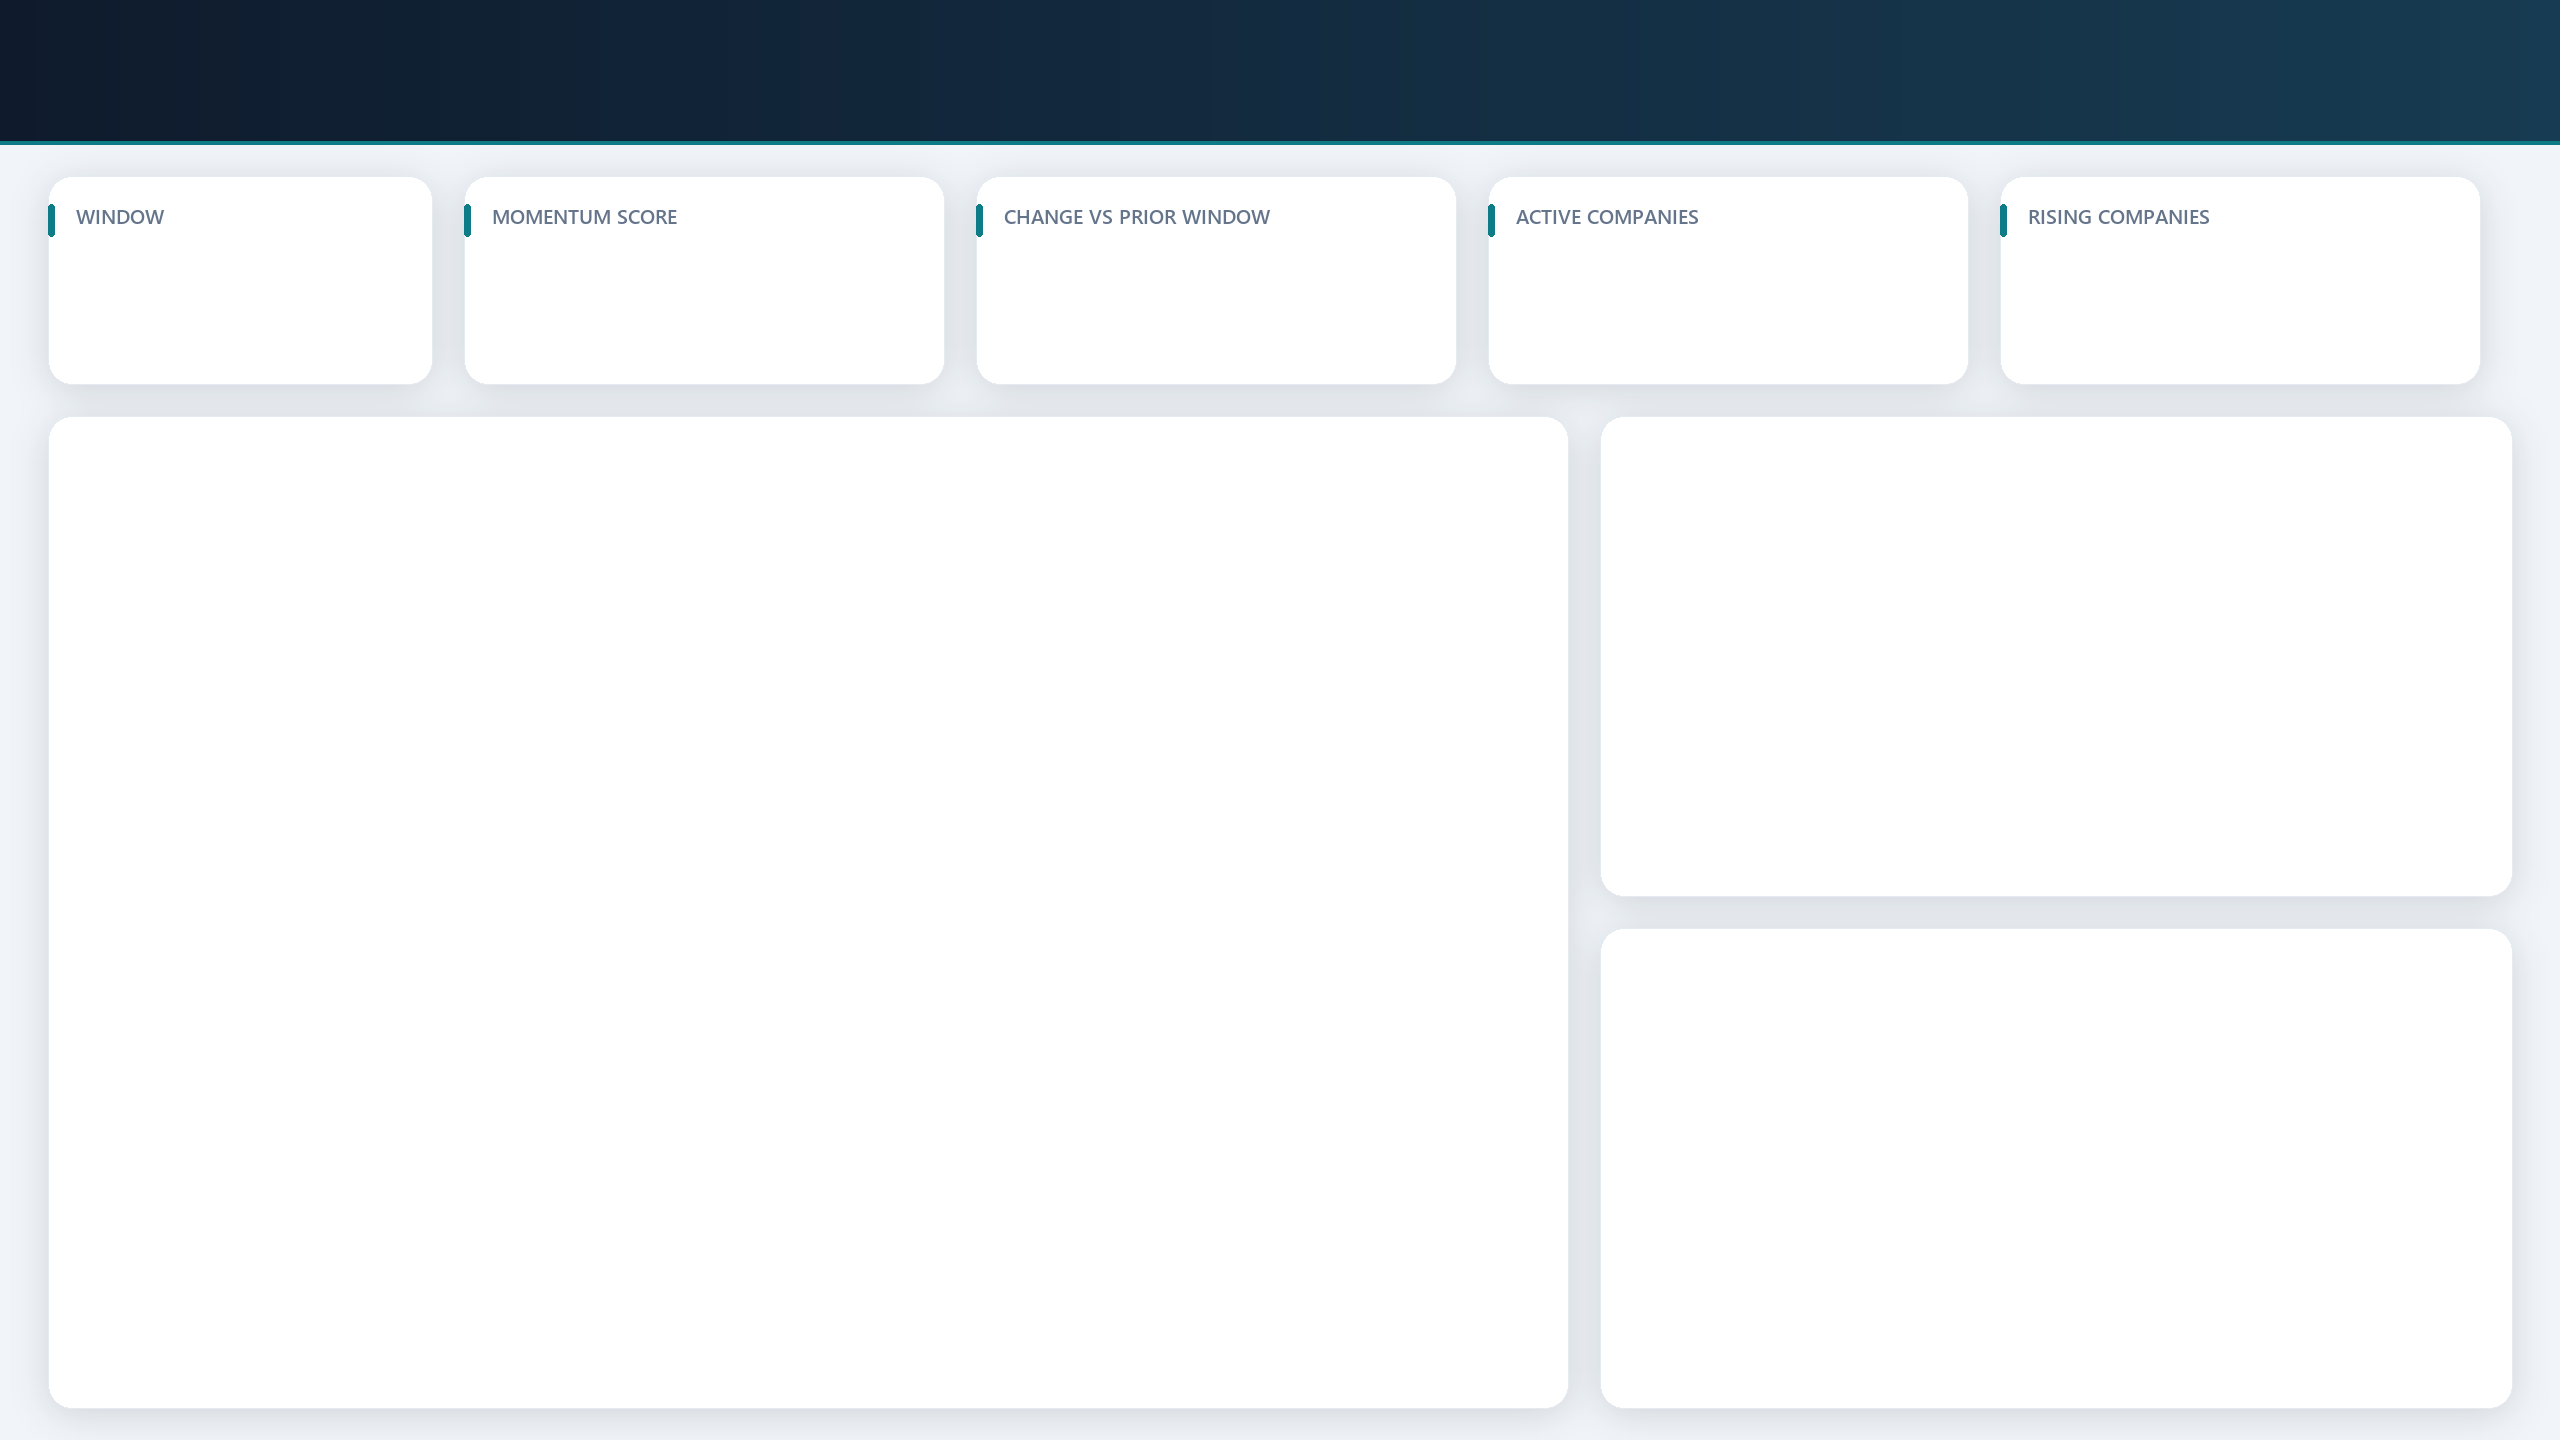 WINDOW
MOMENTUM SCORE
CHANGE VS PRIOR WINDOW
ACTIVE COMPANIES
RISING COMPANIES